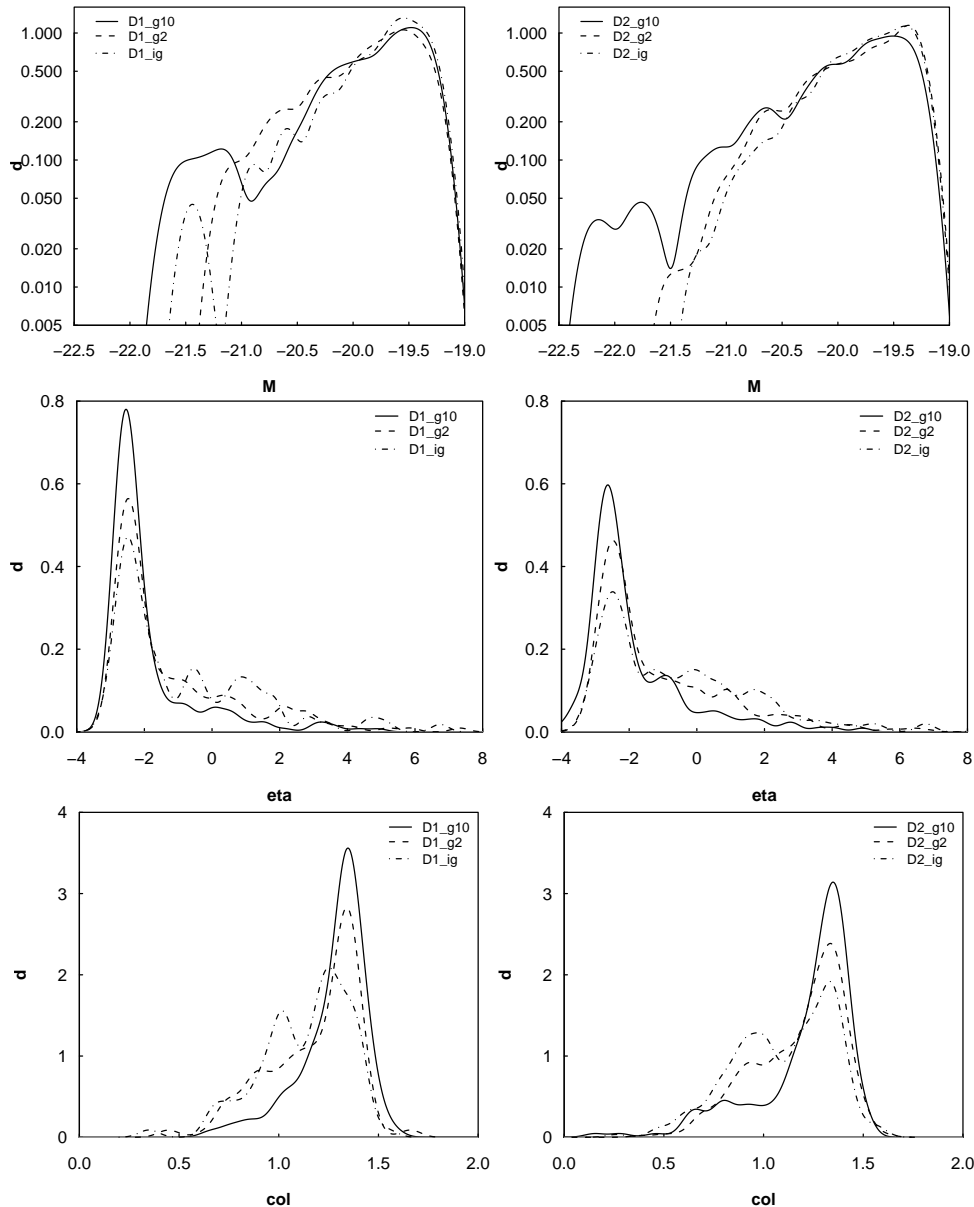 1.000
0.500
0.200
0.100
0.050
0.020
0.010
0.005
d
D1_g10
D1_g2
D1_ig
−22.5 −22.0 −21.5 −21.0 −20.5 −20.0 −19.5 −19.0
M
1.000
0.500
0.200
0.100
0.050
0.020
0.010
0.005
d
D2_g10
D2_g2
D2_ig
−22.5 −22.0 −21.5 −21.0 −20.5 −20.0 −19.5 −19.0
M
0.8
0.6
0.4
0.2
0.0
d
D1_g10
D1_g2
D1_ig
−4 −2 0 2 4 6 8
eta
0.8
0.6
0.4
0.2
0.0
d
D2_g10
D2_g2
D2_ig
−4 −2 0 2 4 6 8
eta
4
3
2
1
0
d
D1_g10
D1_g2
D1_ig
0.0 0.5 1.0 1.5 2.0
col
4
3
2
1
0
d
D2_g10
D2_g2
D2_ig
0.0 0.5 1.0 1.5 2.0
col